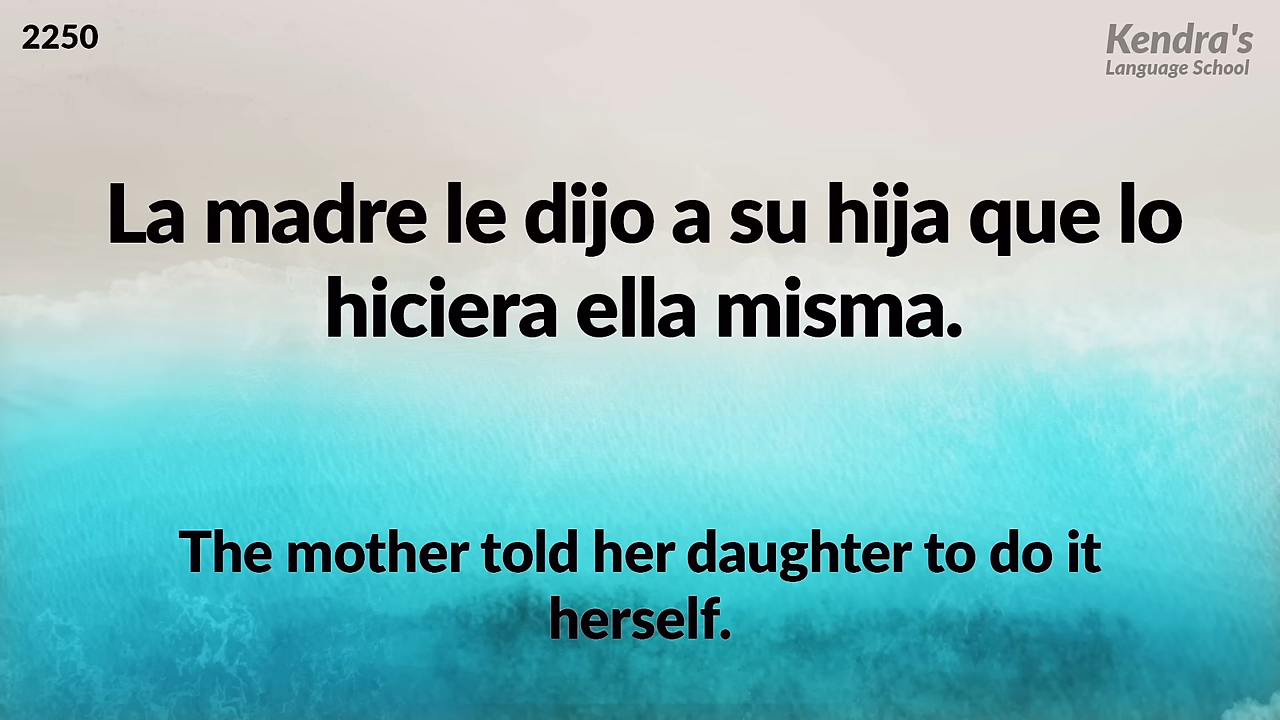 2250
Kendra's
Language School
La madre le dijo a su hija que lo
hiciera ella misma.
The mother told her daughter to do it
herself.